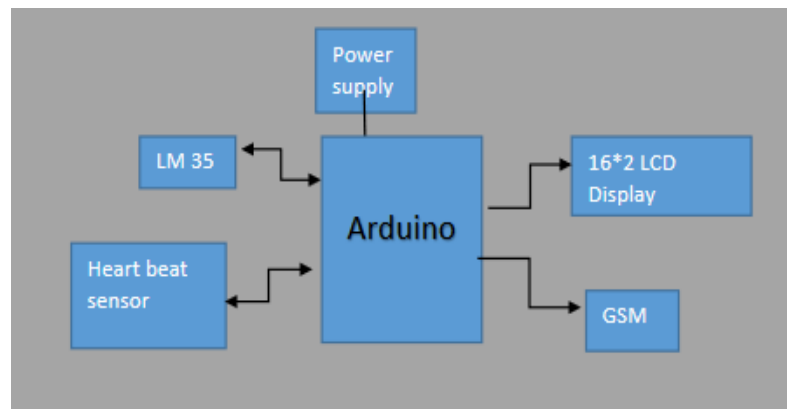 Power
supply
LM 35
16*2 LCD
Display
Arduino
Heart beat
sensor
GSM